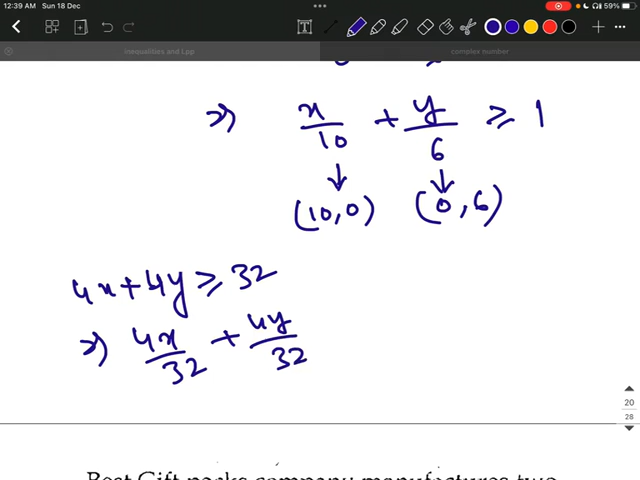 12:39 AM Sun 18 Dec
59%
Inequalities and Lpp
complex number
⇒ x/10 + y/6 ≥ 1
(10,0) (0,6)
4x+4y ≥ 32
⇒ 4x/32 + 4y/32
20
28
Best Gift packs company manufactures two